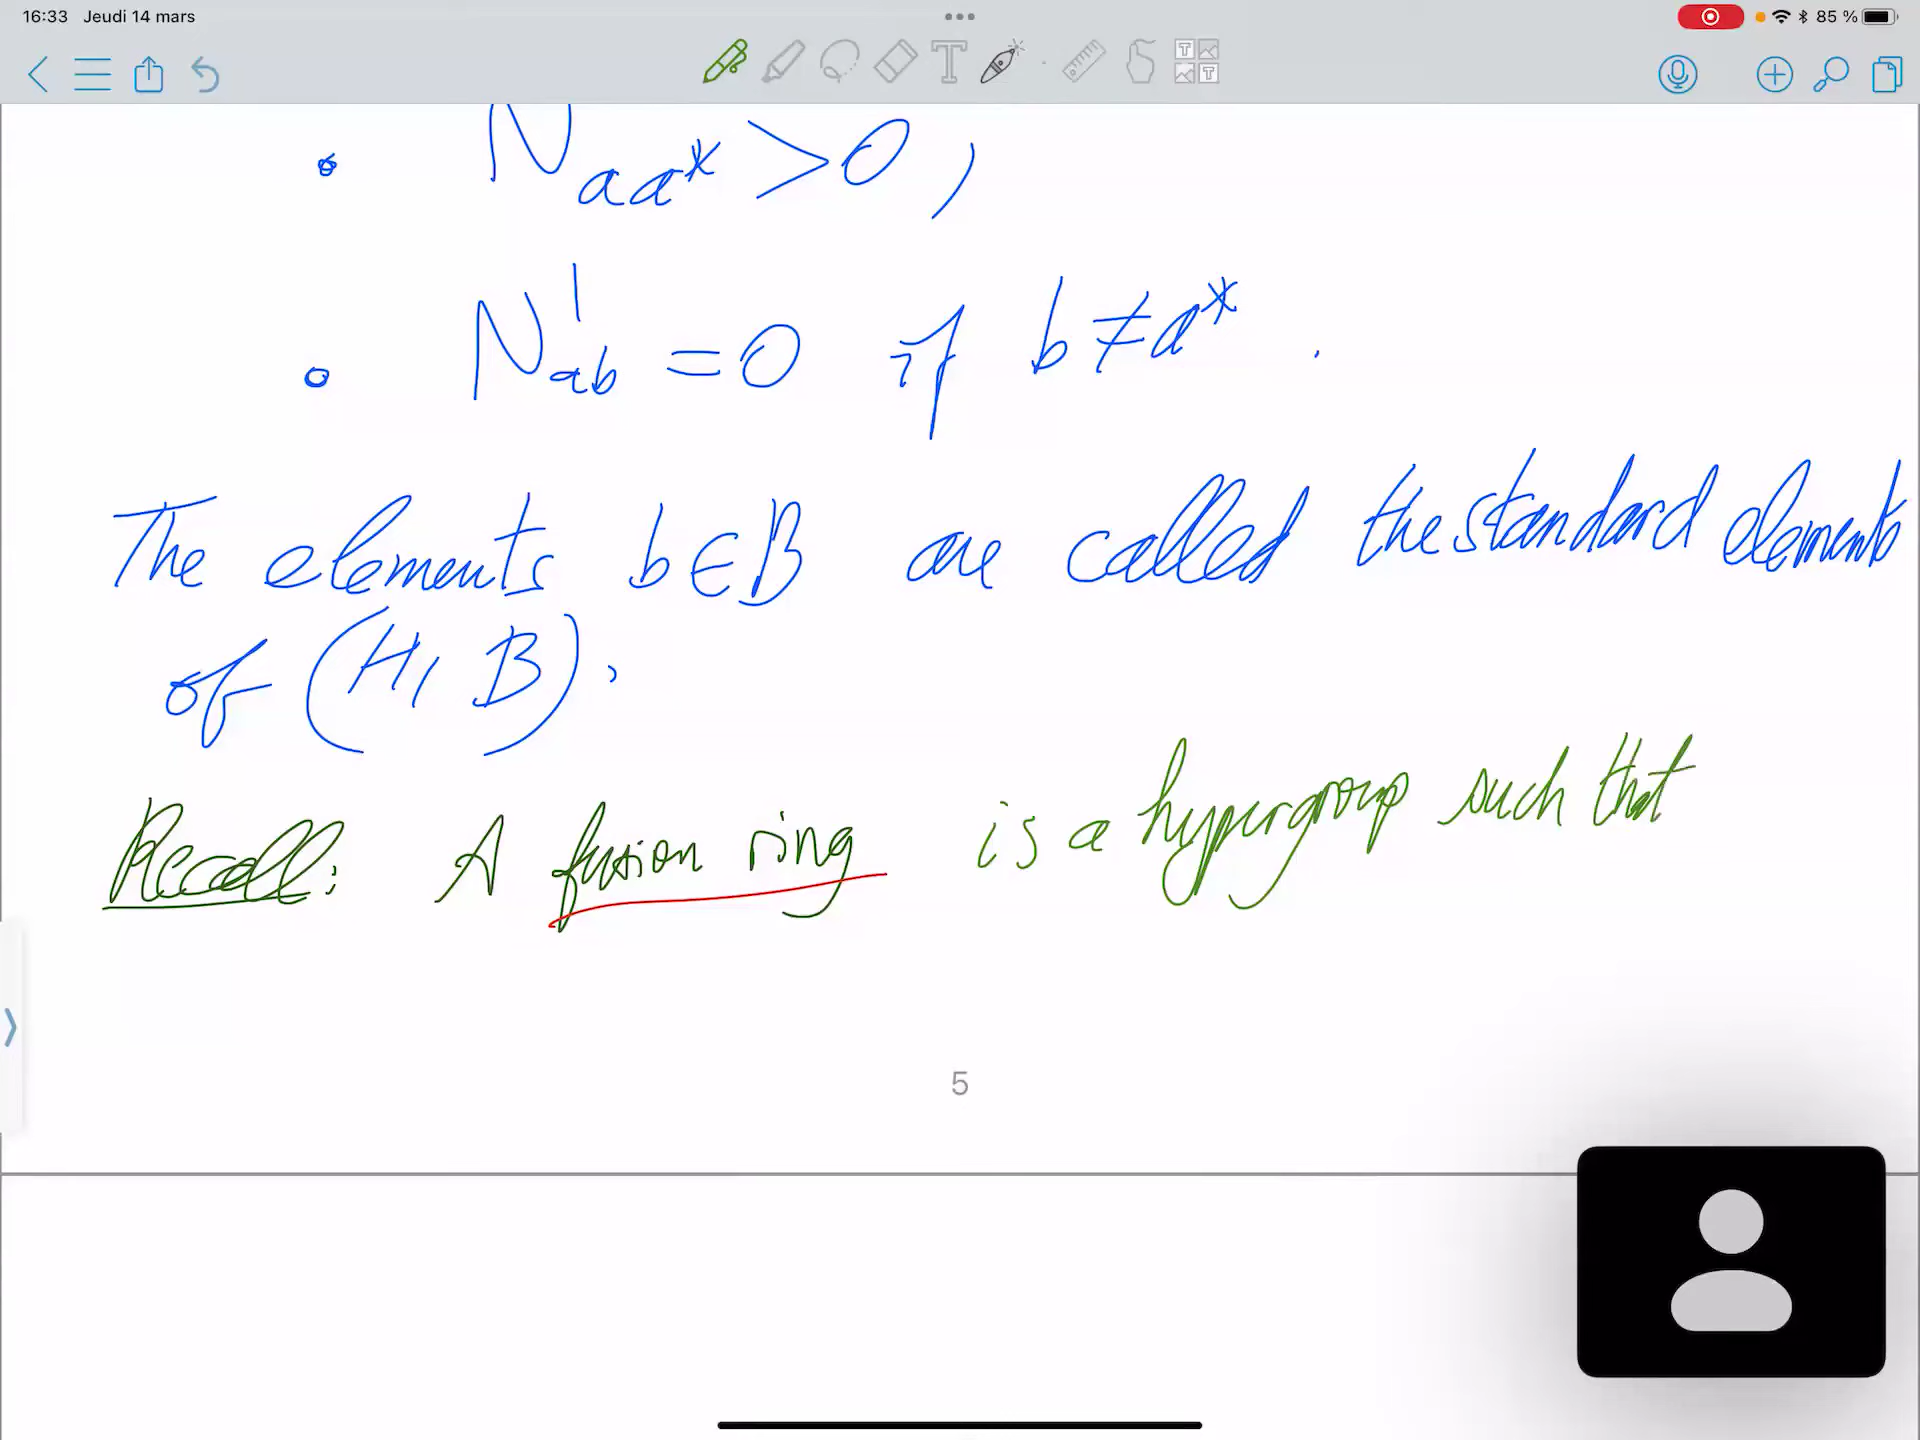 16:33 Jeudi 14 mars 85 %
• N_{aa*} > 0,
• N^1_{ab} = 0 if b ≠ a* .
The elements b ∈ B are called the standard elements
of (H, B).
Recall: A fusion ring is a hypergroup such that
5